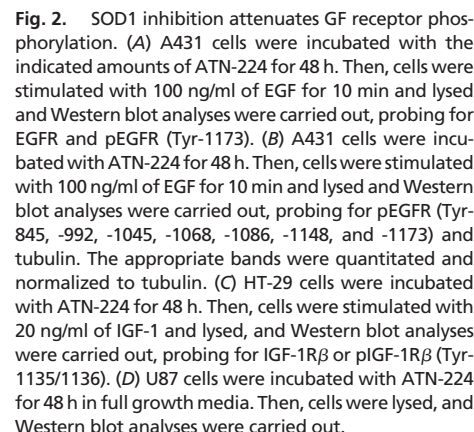 Fig. 2. SOD1 inhibition attenuates GF receptor phos-
phorylation. (A) A431 cells were incubated with the
indicated amounts of ATN-224 for 48 h. Then, cells were
stimulated with 100 ng/ml of EGF for 10 min and lysed
and Western blot analyses were carried out, probing for
EGFR and pEGFR (Tyr-1173). (B) A431 cells were incu-
bated with ATN-224 for 48 h. Then, cells were stimulated
with 100 ng/ml of EGF for 10 min and lysed and Western
blot analyses were carried out, probing for pEGFR (Tyr-
845, -992, -1045, -1068, -1086, -1148, and -1173) and
tubulin. The appropriate bands were quantitated and
normalized to tubulin. (C) HT-29 cells were incubated
with ATN-224 for 48 h. Then, cells were stimulated with
20 ng/ml of IGF-1 and lysed, and Western blot analyses
were carried out, probing for IGF-1Rβ or pIGF-1Rβ (Tyr-
1135/1136). (D) U87 cells were incubated with ATN-224
for 48 h in full growth media. Then, cells were lysed, and
Western blot analyses were carried out.